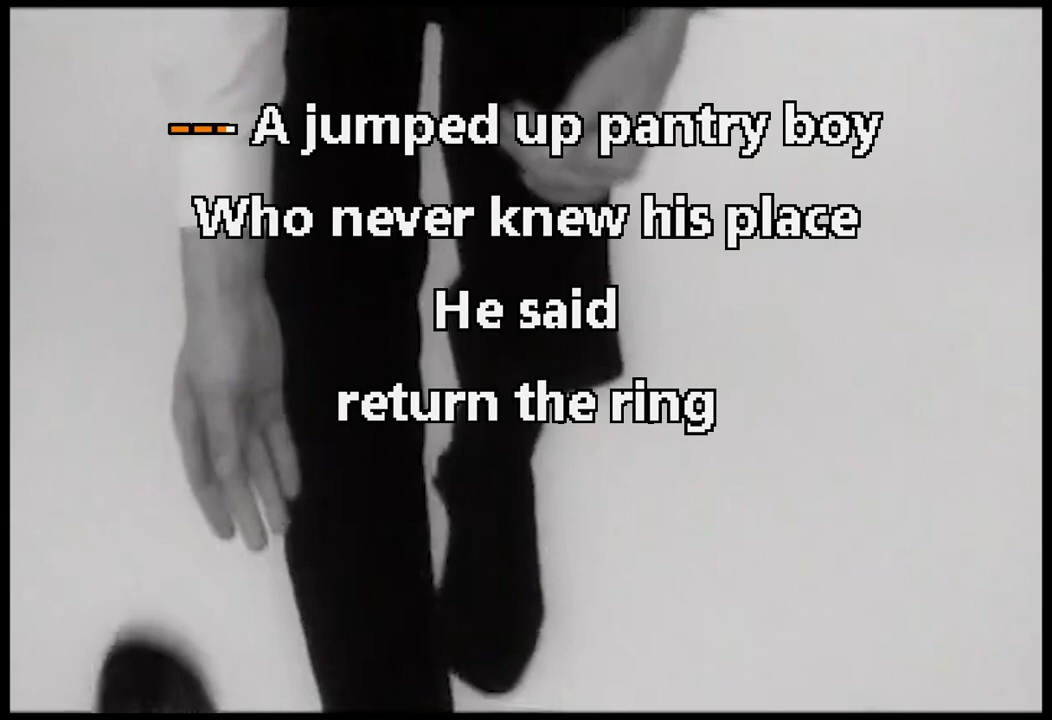 A jumped up pantry boy
Who never knew his place
He said
return the ring